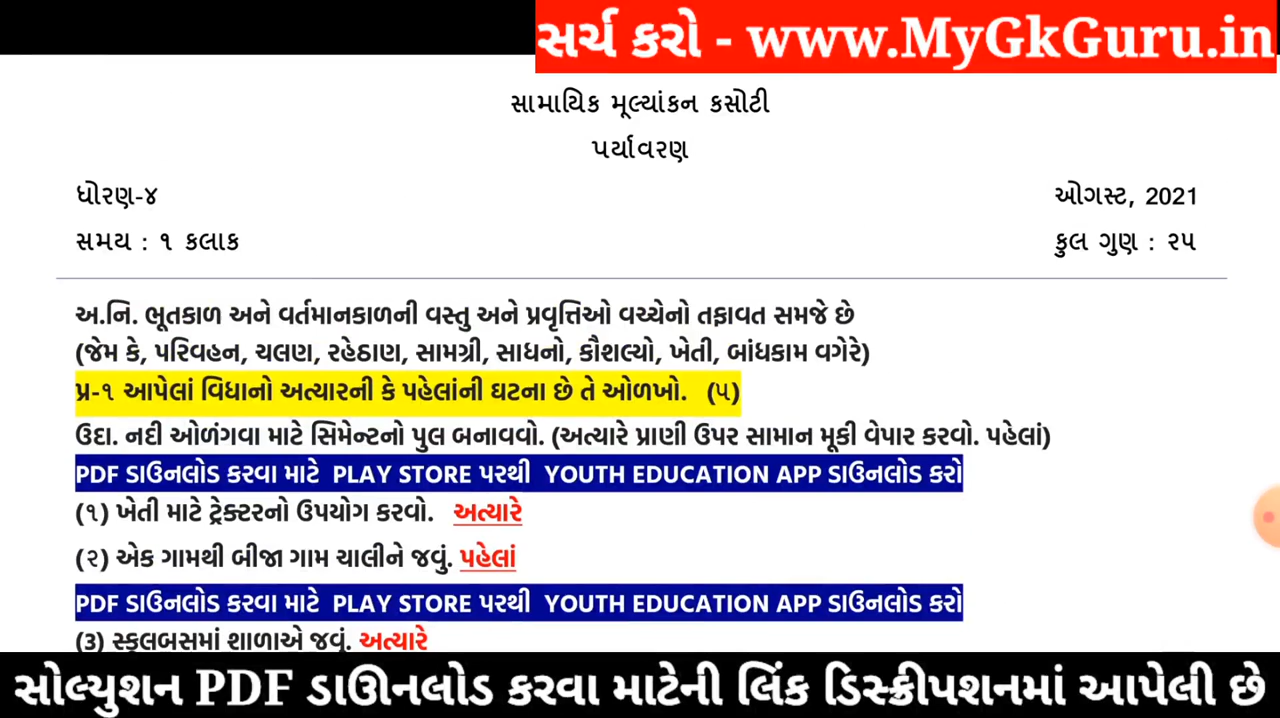 સર્ચ કરો - www.MyGkGuru.in
સામાયિક મૂલ્યાંકન કસોટી
પર્યાવરણ
ધોરણ-૪
ઓગસ્ટ, 2021
સમય : ૧ કલાક
કુલ ગુણ : ૨૫
અ.નિ. ભૂતકાળ અને વર્તમાનકાળની વસ્તુ અને પ્રવૃત્તિઓ વચ્ચેનો તફાવત સમજે છે
(જેમ કે, પરિવહન, ચલણ, રહેઠાણ, સામગ્રી, સાધનો, કૌશલ્યો, ખેતી, બાંધકામ વગેરે)
પ્ર-૧ આપેલાં વિધાનો અત્યારની કે પહેલાંની ઘટના છે તે ઓળખો. (૫)
ઉદા. નદી ઓળંગવા માટે સિમેન્ટનો પુલ બનાવવો. (અત્યારે પ્રાણી ઉપર સામાન મૂકી વેપાર કરવો. પહેલાં)
PDF ડાઉનલોડ કરવા માટે PLAY STORE પરથી YOUTH EDUCATION APP ડાઉનલોડ કરો
(૧) ખેતી માટે ટ્રેક્ટરનો ઉપયોગ કરવો. અત્યારે
(૨) એક ગામથી બીજા ગામ ચાલીને જવું. પહેલાં
PDF ડાઉનલોડ કરવા માટે PLAY STORE પરથી YOUTH EDUCATION APP ડાઉનલોડ કરો
(૩) સ્કૂલબસમાં શાળાએ જવું. અત્યારે
સોલ્યુશન PDF ડાઊનલોડ કરવા માટેની લિંક ડિસ્ક્રીપશનમાં આપેલી છે